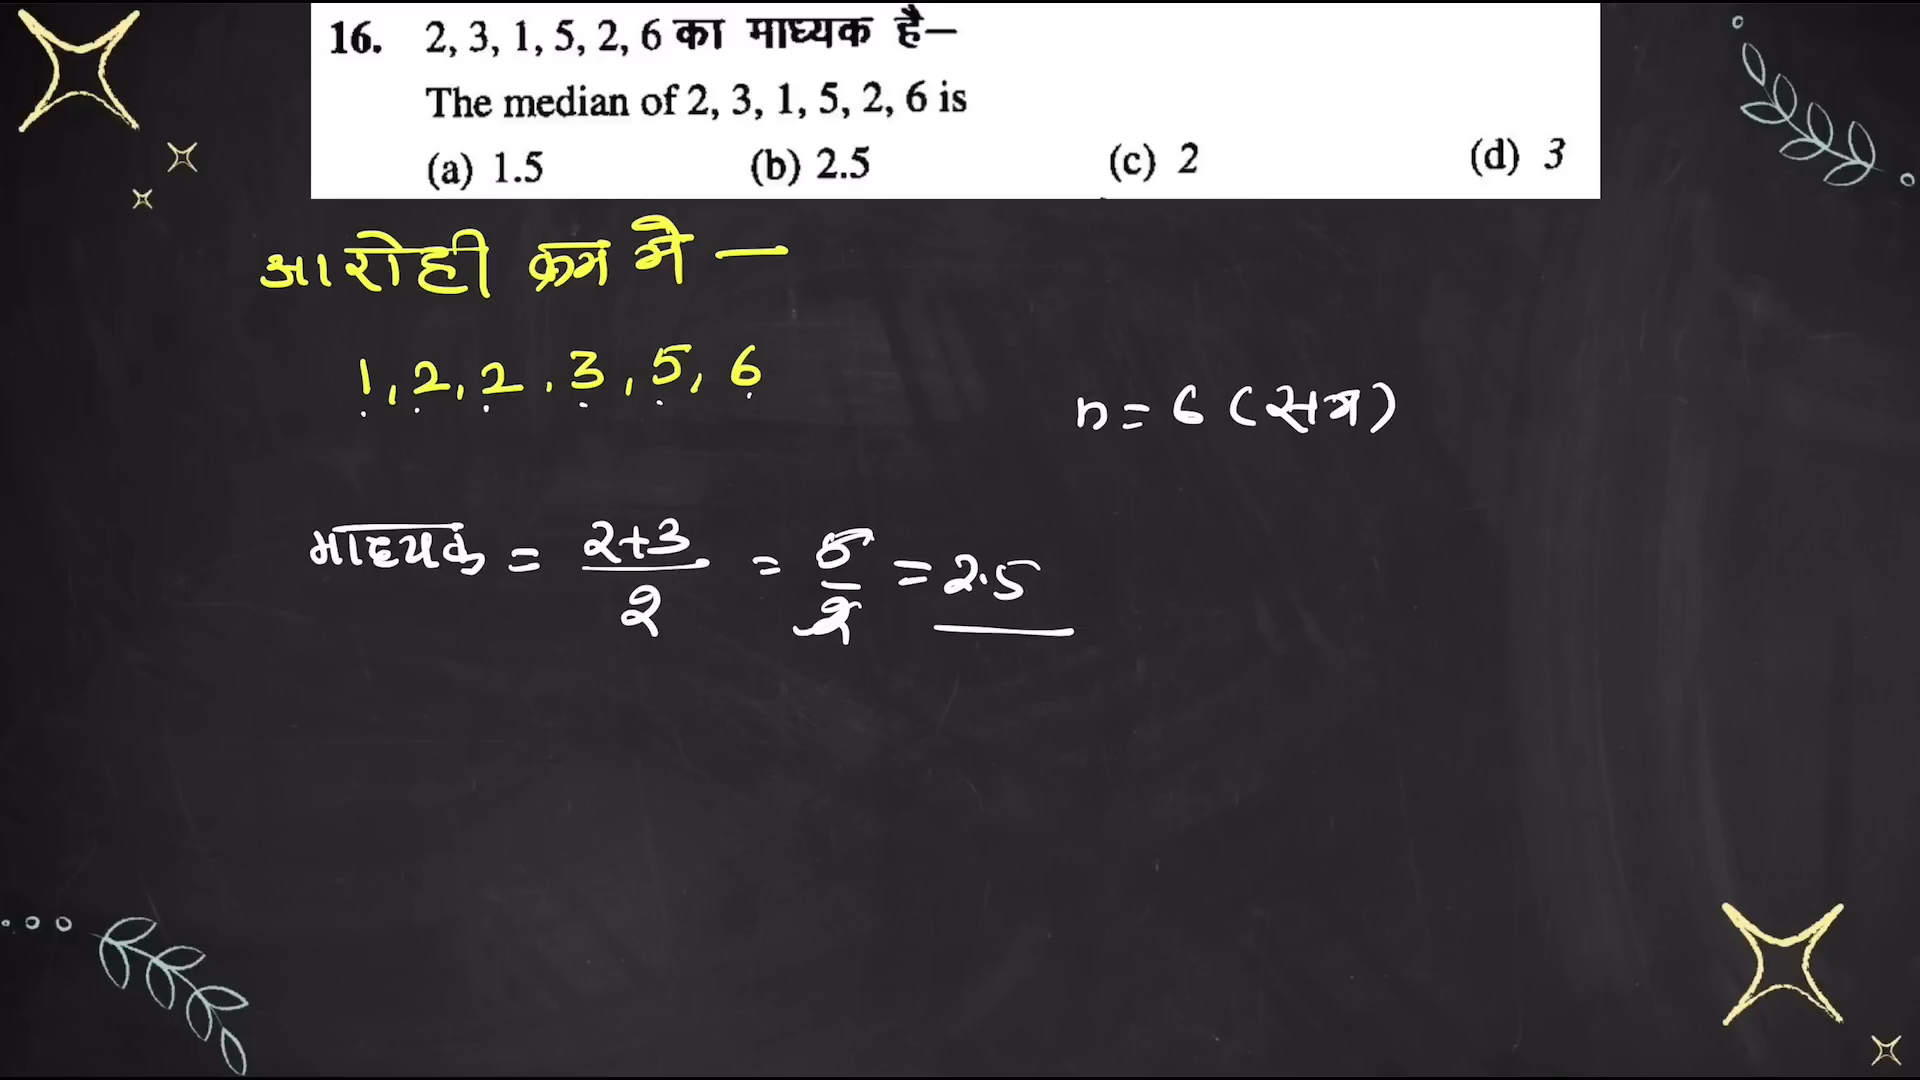 16. 2, 3, 1, 5, 2, 6 का माध्यक है—
The median of 2, 3, 1, 5, 2, 6 is
(a) 1.5 (b) 2.5 (c) 2 (d) 3
आरोही क्रम में —
1, 2, 2, 3, 5, 6
n = 6 (सम)
माध्यक = 2+3/2 = 5/2 = 2.5